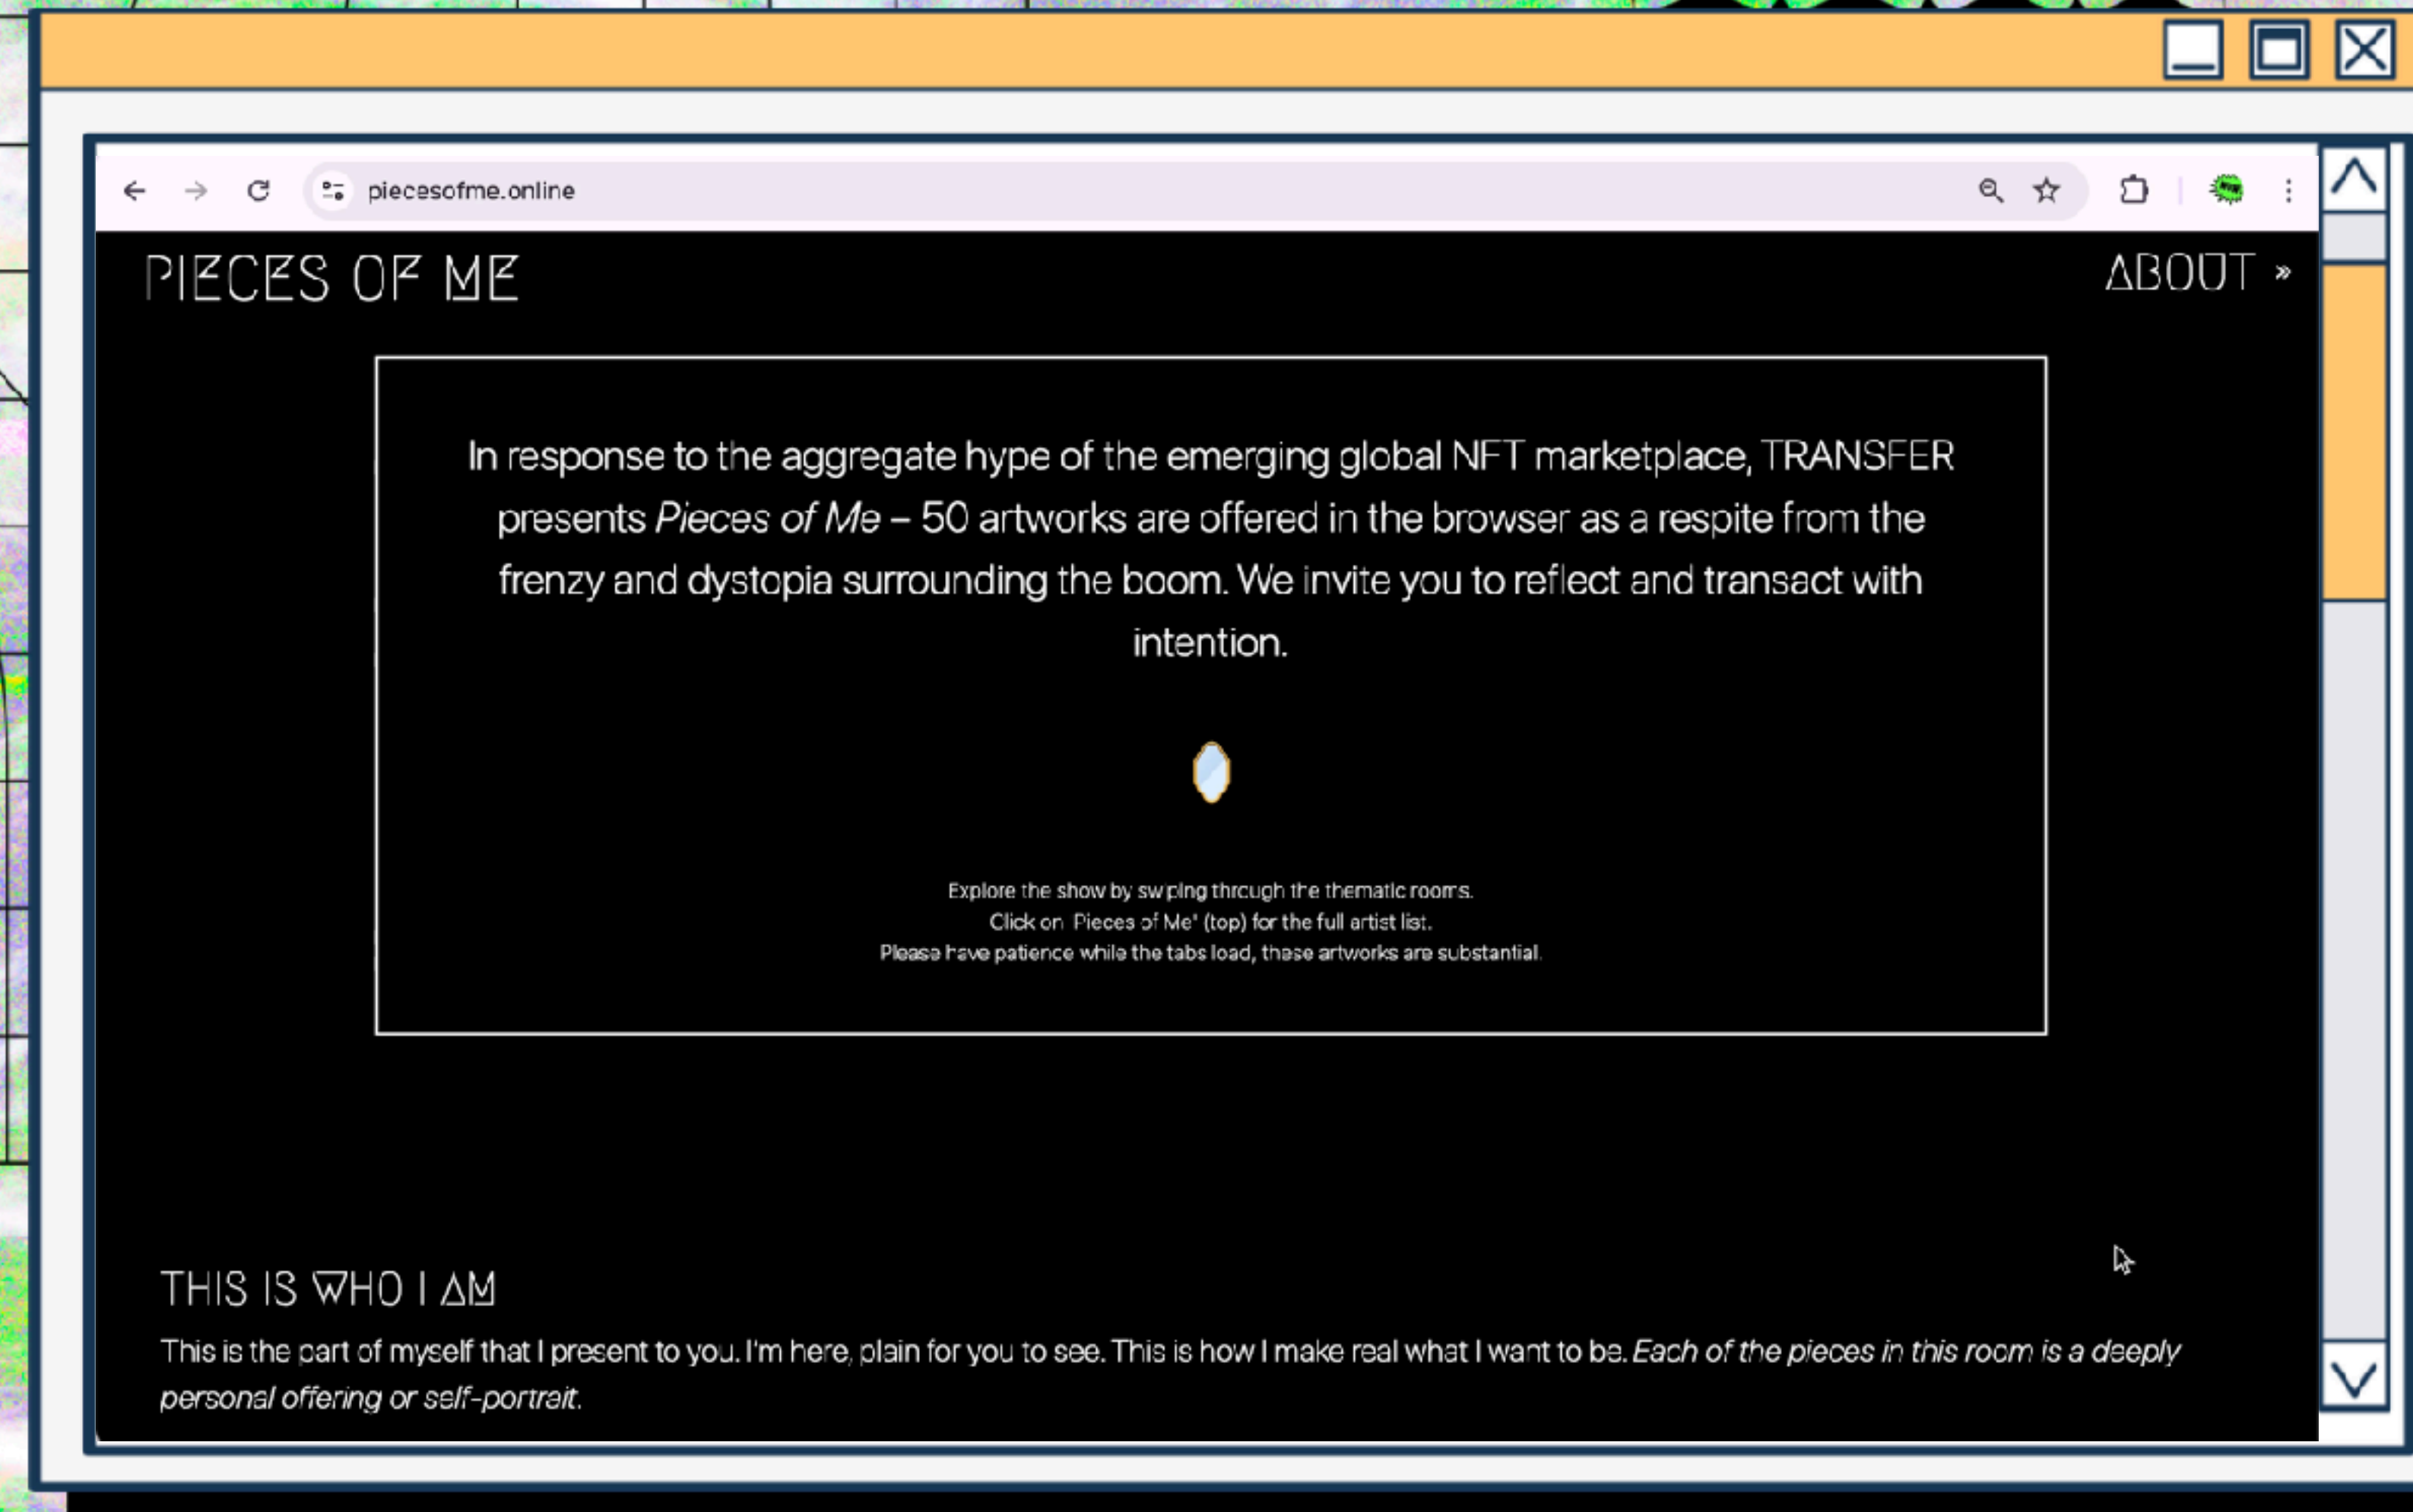 piecesofme.online
PIECES OF ME
ABOUT »
In response to the aggregate hype of the emerging global NFT marketplace, TRANSFER
presents Pieces of Me – 50 artworks are offered in the browser as a respite from the
frenzy and dystopia surrounding the boom. We invite you to reflect and transact with
intention.
Explore the show by swiping through the thematic rooms.
Click on 'Pieces of Me' (top) for the full artist list.
Please have patience while the tabs load, these artworks are substantial.
THIS IS WHO I AM
This is the part of myself that I present to you. I'm here, plain for you to see. This is how I make real what I want to be. Each of the pieces in this room is a deeply
personal offering or self-portrait.